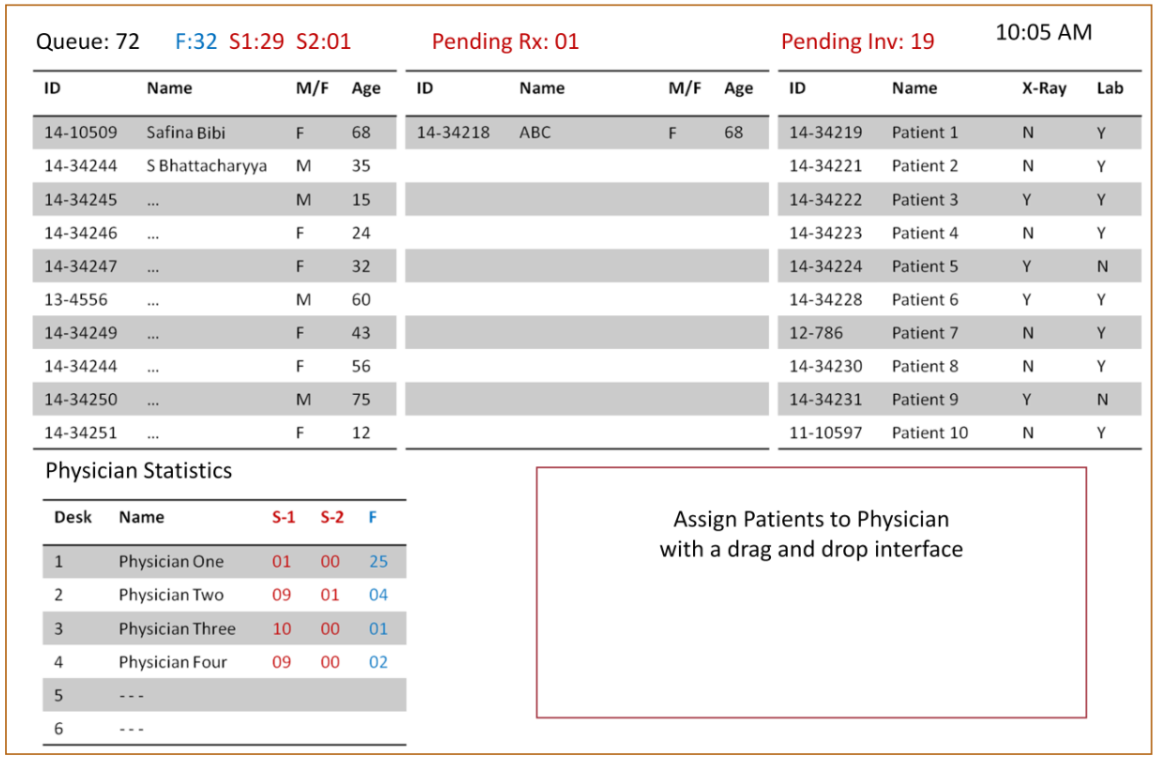 Queue: 72 F:32 S1:29 S2:01 Pending Rx: 01 Pending Inv: 19 10:05 AM
ID Name M/F Age ID Name M/F Age ID Name X-Ray Lab
14-10509 Safina Bibi F 68 14-34218 ABC F 68 14-34219 Patient 1 N Y
14-34244 S Bhattacharyya M 35 14-34221 Patient 2 N Y
14-34245 ... M 15 14-34222 Patient 3 Y Y
14-34246 ... F 24 14-34223 Patient 4 N Y
14-34247 ... F 32 14-34224 Patient 5 Y N
13-4556 ... M 60 14-34228 Patient 6 Y Y
14-34249 ... F 43 12-786 Patient 7 N Y
14-34244 ... F 56 14-34230 Patient 8 N Y
14-34250 ... M 75 14-34231 Patient 9 Y N
14-34251 ... F 12 11-10597 Patient 10 N Y
Physician Statistics
Desk Name S-1 S-2 F
1 Physician One 01 00 25
2 Physician Two 09 01 04
3 Physician Three 10 00 01
4 Physician Four 09 00 02
5 - - -
6 - - -
Assign Patients to Physician
with a drag and drop interface